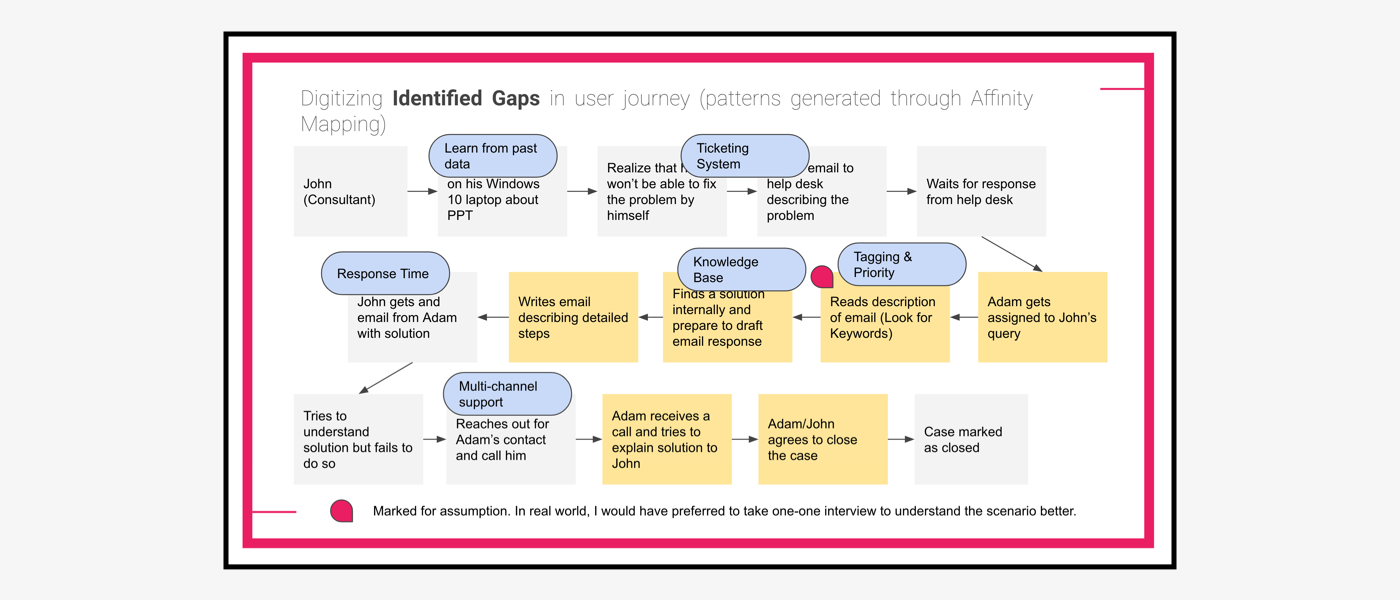 Digitizing Identified Gaps in user journey (patterns generated through Affinity
Mapping)
Learn from past
data
Ticketing
System
John
(Consultant)
on his Windows
10 laptop about
PPT
Realize that
won't be able to fix
the problem by
himself
email to
help desk
describing the
problem
Waits for response
from help desk
Response Time
Knowledge
Base
Tagging &
Priority
John gets and
email from Adam
with solution
Writes email
describing detailed
steps
Finds a solution
internally and
prepare to draft
email response
Reads description
of email (Look for
Keywords)
Adam gets
assigned to John's
query
Multi-channel
support
Tries to
understand
solution but fails to
do so
Reaches out for
Adam's contact
and call him
Adam receives a
call and tries to
explain solution to
John
Adam/John
agrees to close
the case
Case marked
as closed
Marked for assumption. In real world, I would have preferred to take one-one interview to understand the scenario better.